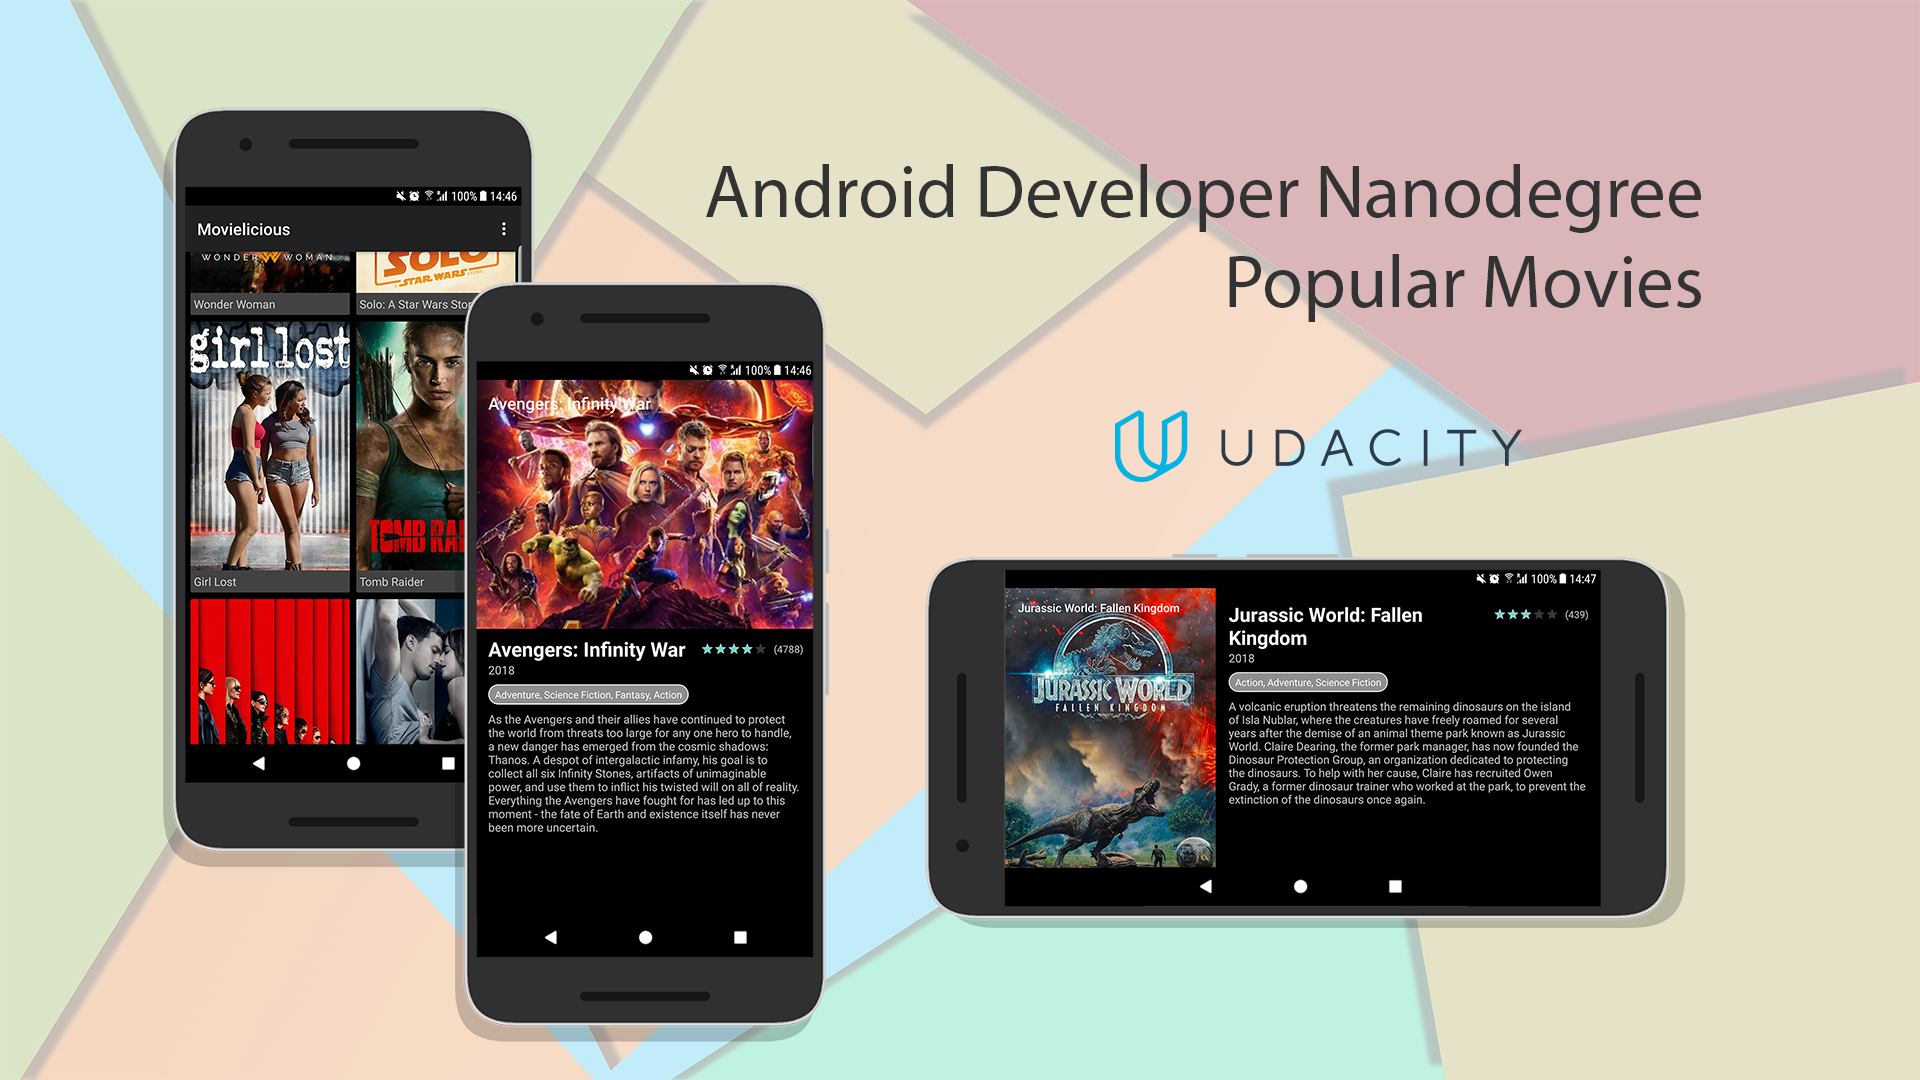 Android Developer Nanodegree
Popular Movies
UDACITY
100% 14:46
Movielicious
WONDER WOMAN
Wonder Woman
SOLO
A STAR WARS STORY
Solo: A Star Wars Stor
girl lost
Girl Lost
TOMB RAI
Tomb Raider
100% 14:46
Avengers: Infinity War
Avengers: Infinity War (4788)
2018
Adventure, Science Fiction, Fantasy, Action
As the Avengers and their allies have continued to protect
the world from threats too large for any one hero to handle,
a new danger has emerged from the cosmic shadows:
Thanos. A despot of intergalactic infamy, his goal is to
collect all six Infinity Stones, artifacts of unimaginable
power, and use them to inflict his twisted will on all of reality.
Everything the Avengers have fought for has led up to this
moment - the fate of Earth and existence itself has never
been more uncertain.
100% 14:47
Jurassic World: Fallen Kingdom
JURASSIC WORLD
FALLEN KINGDOM
Jurassic World: Fallen (439)
Kingdom
2018
Action, Adventure, Science Fiction
A volcanic eruption threatens the remaining dinosaurs on the island
of Isla Nublar, where the creatures have freely roamed for several
years after the demise of an animal theme park known as Jurassic
World. Claire Dearing, the former park manager, has now founded the
Dinosaur Protection Group, an organization dedicated to protecting
the dinosaurs. To help with her cause, Claire has recruited Owen
Grady, a former dinosaur trainer who worked at the park, to prevent the
extinction of the dinosaurs once again.